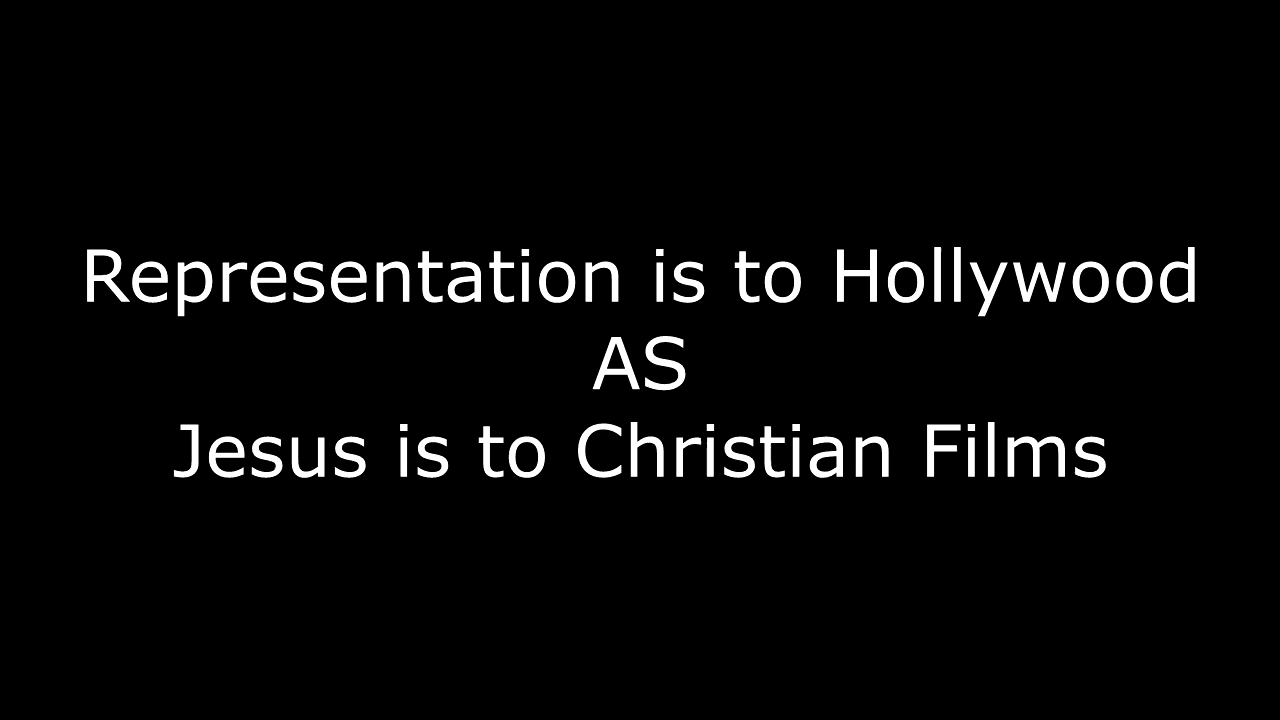 Representation is to Hollywood
AS
Jesus is to Christian Films